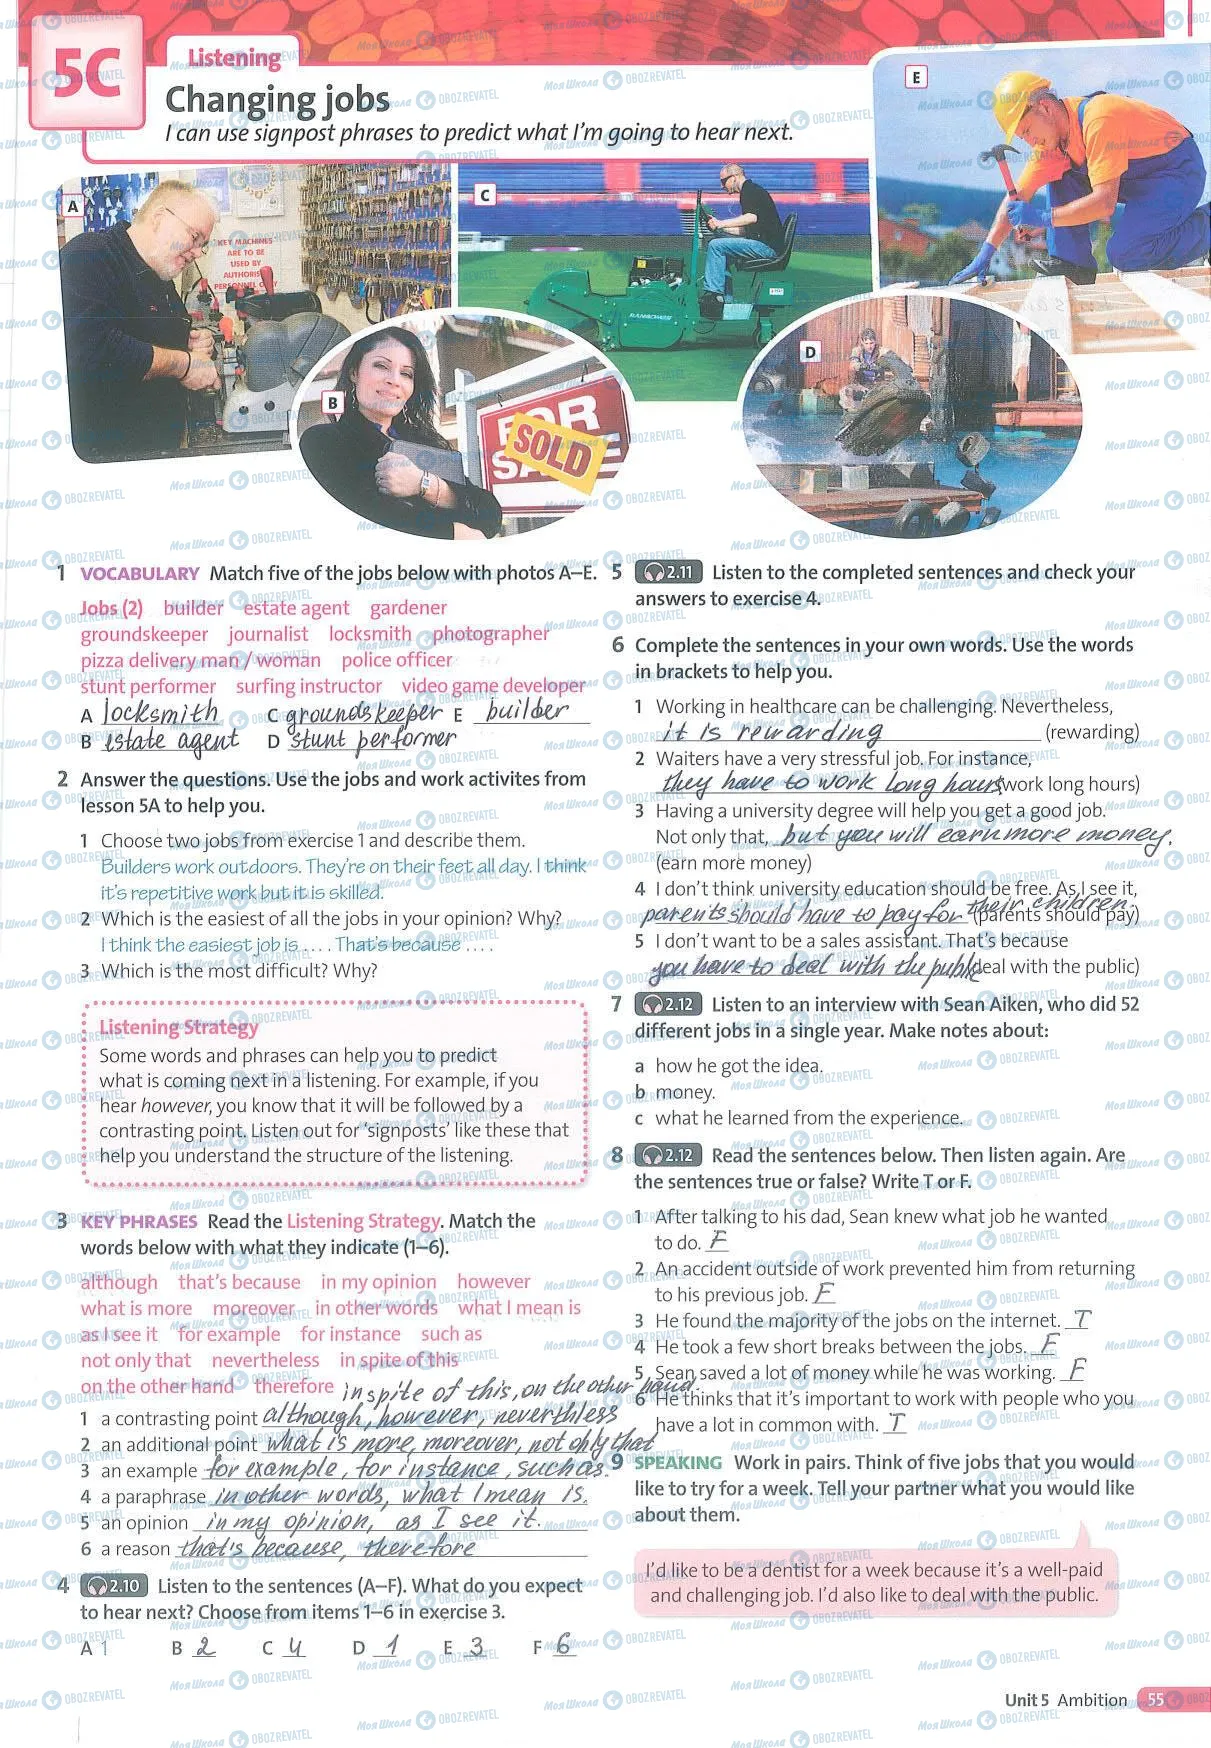 5C
Listening
Changing jobs
I can use signpost phrases to predict what I'm going to hear next.
A
KEY MACHINES
ARE TO BE
USED BY
AUTHORIS
PERSONNEL ONLY
B
FOR
SALE
SOLD
C
RANSOMES
D
E
1 VOCABULARY Match five of the jobs below with photos A–E.
Jobs (2) builder estate agent gardener
groundskeeper journalist locksmith photographer
pizza delivery man / woman police officer
stunt performer surfing instructor video game developer
A locksmith C groundskeeper E builder
B estate agent D stunt performer
2 Answer the questions. Use the jobs and work activites from
lesson 5A to help you.
1 Choose two jobs from exercise 1 and describe them.
Builders work outdoors. They're on their feet all day. I think
it's repetitive work but it is skilled.
2 Which is the easiest of all the jobs in your opinion? Why?
I think the easiest job is .... That's because ....
3 Which is the most difficult? Why?
Listening Strategy
Some words and phrases can help you to predict
what is coming next in a listening. For example, if you
hear however, you know that it will be followed by a
contrasting point. Listen out for 'signposts' like these that
help you understand the structure of the listening.
3 KEY PHRASES Read the Listening Strategy. Match the
words below with what they indicate (1–6).
although that's because in my opinion however
what is more moreover in other words what I mean is
as I see it for example for instance such as
not only that nevertheless in spite of this
on the other hand therefore in spite of this, on the other hand.
1 a contrasting point although, however, neverthless
2 an additional point what is more, moreover, not only that
3 an example for example, for instance, such as.
4 a paraphrase in other words, what I mean is.
5 an opinion in my opinion, as I see it.
6 a reason that's because, therefore
4 2.10 Listen to the sentences (A–F). What do you expect
to hear next? Choose from items 1–6 in exercise 3.
A 1 B 2 C 4 D 1 E 3 F 6
5 2.11 Listen to the completed sentences and check your
answers to exercise 4.
6 Complete the sentences in your own words. Use the words
in brackets to help you.
1 Working in healthcare can be challenging. Nevertheless,
it is rewarding (rewarding)
2 Waiters have a very stressful job. For instance,
they have to work long hours (work long hours)
3 Having a university degree will help you get a good job.
Not only that, but you will earn more money.
(earn more money)
4 I don't think university education should be free. As I see it,
parents should have to pay for their children. (parents should pay)
5 I don't want to be a sales assistant. That's because
you have to deal with the public (deal with the public)
7 2.12 Listen to an interview with Sean Aiken, who did 52
different jobs in a single year. Make notes about:
a how he got the idea.
b money.
c what he learned from the experience.
8 2.12 Read the sentences below. Then listen again. Are
the sentences true or false? Write T or F.
1 After talking to his dad, Sean knew what job he wanted
to do. F
2 An accident outside of work prevented him from returning
to his previous job. F
3 He found the majority of the jobs on the internet. T
4 He took a few short breaks between the jobs. F
5 Sean saved a lot of money while he was working. F
6 He thinks that it's important to work with people who you
have a lot in common with. T
9 SPEAKING Work in pairs. Think of five jobs that you would
like to try for a week. Tell your partner what you would like
about them.
I'd like to be a dentist for a week because it's a well-paid
and challenging job. I'd also like to deal with the public.
Unit 5 Ambition 55
Моя Школа OBOZREVATEL